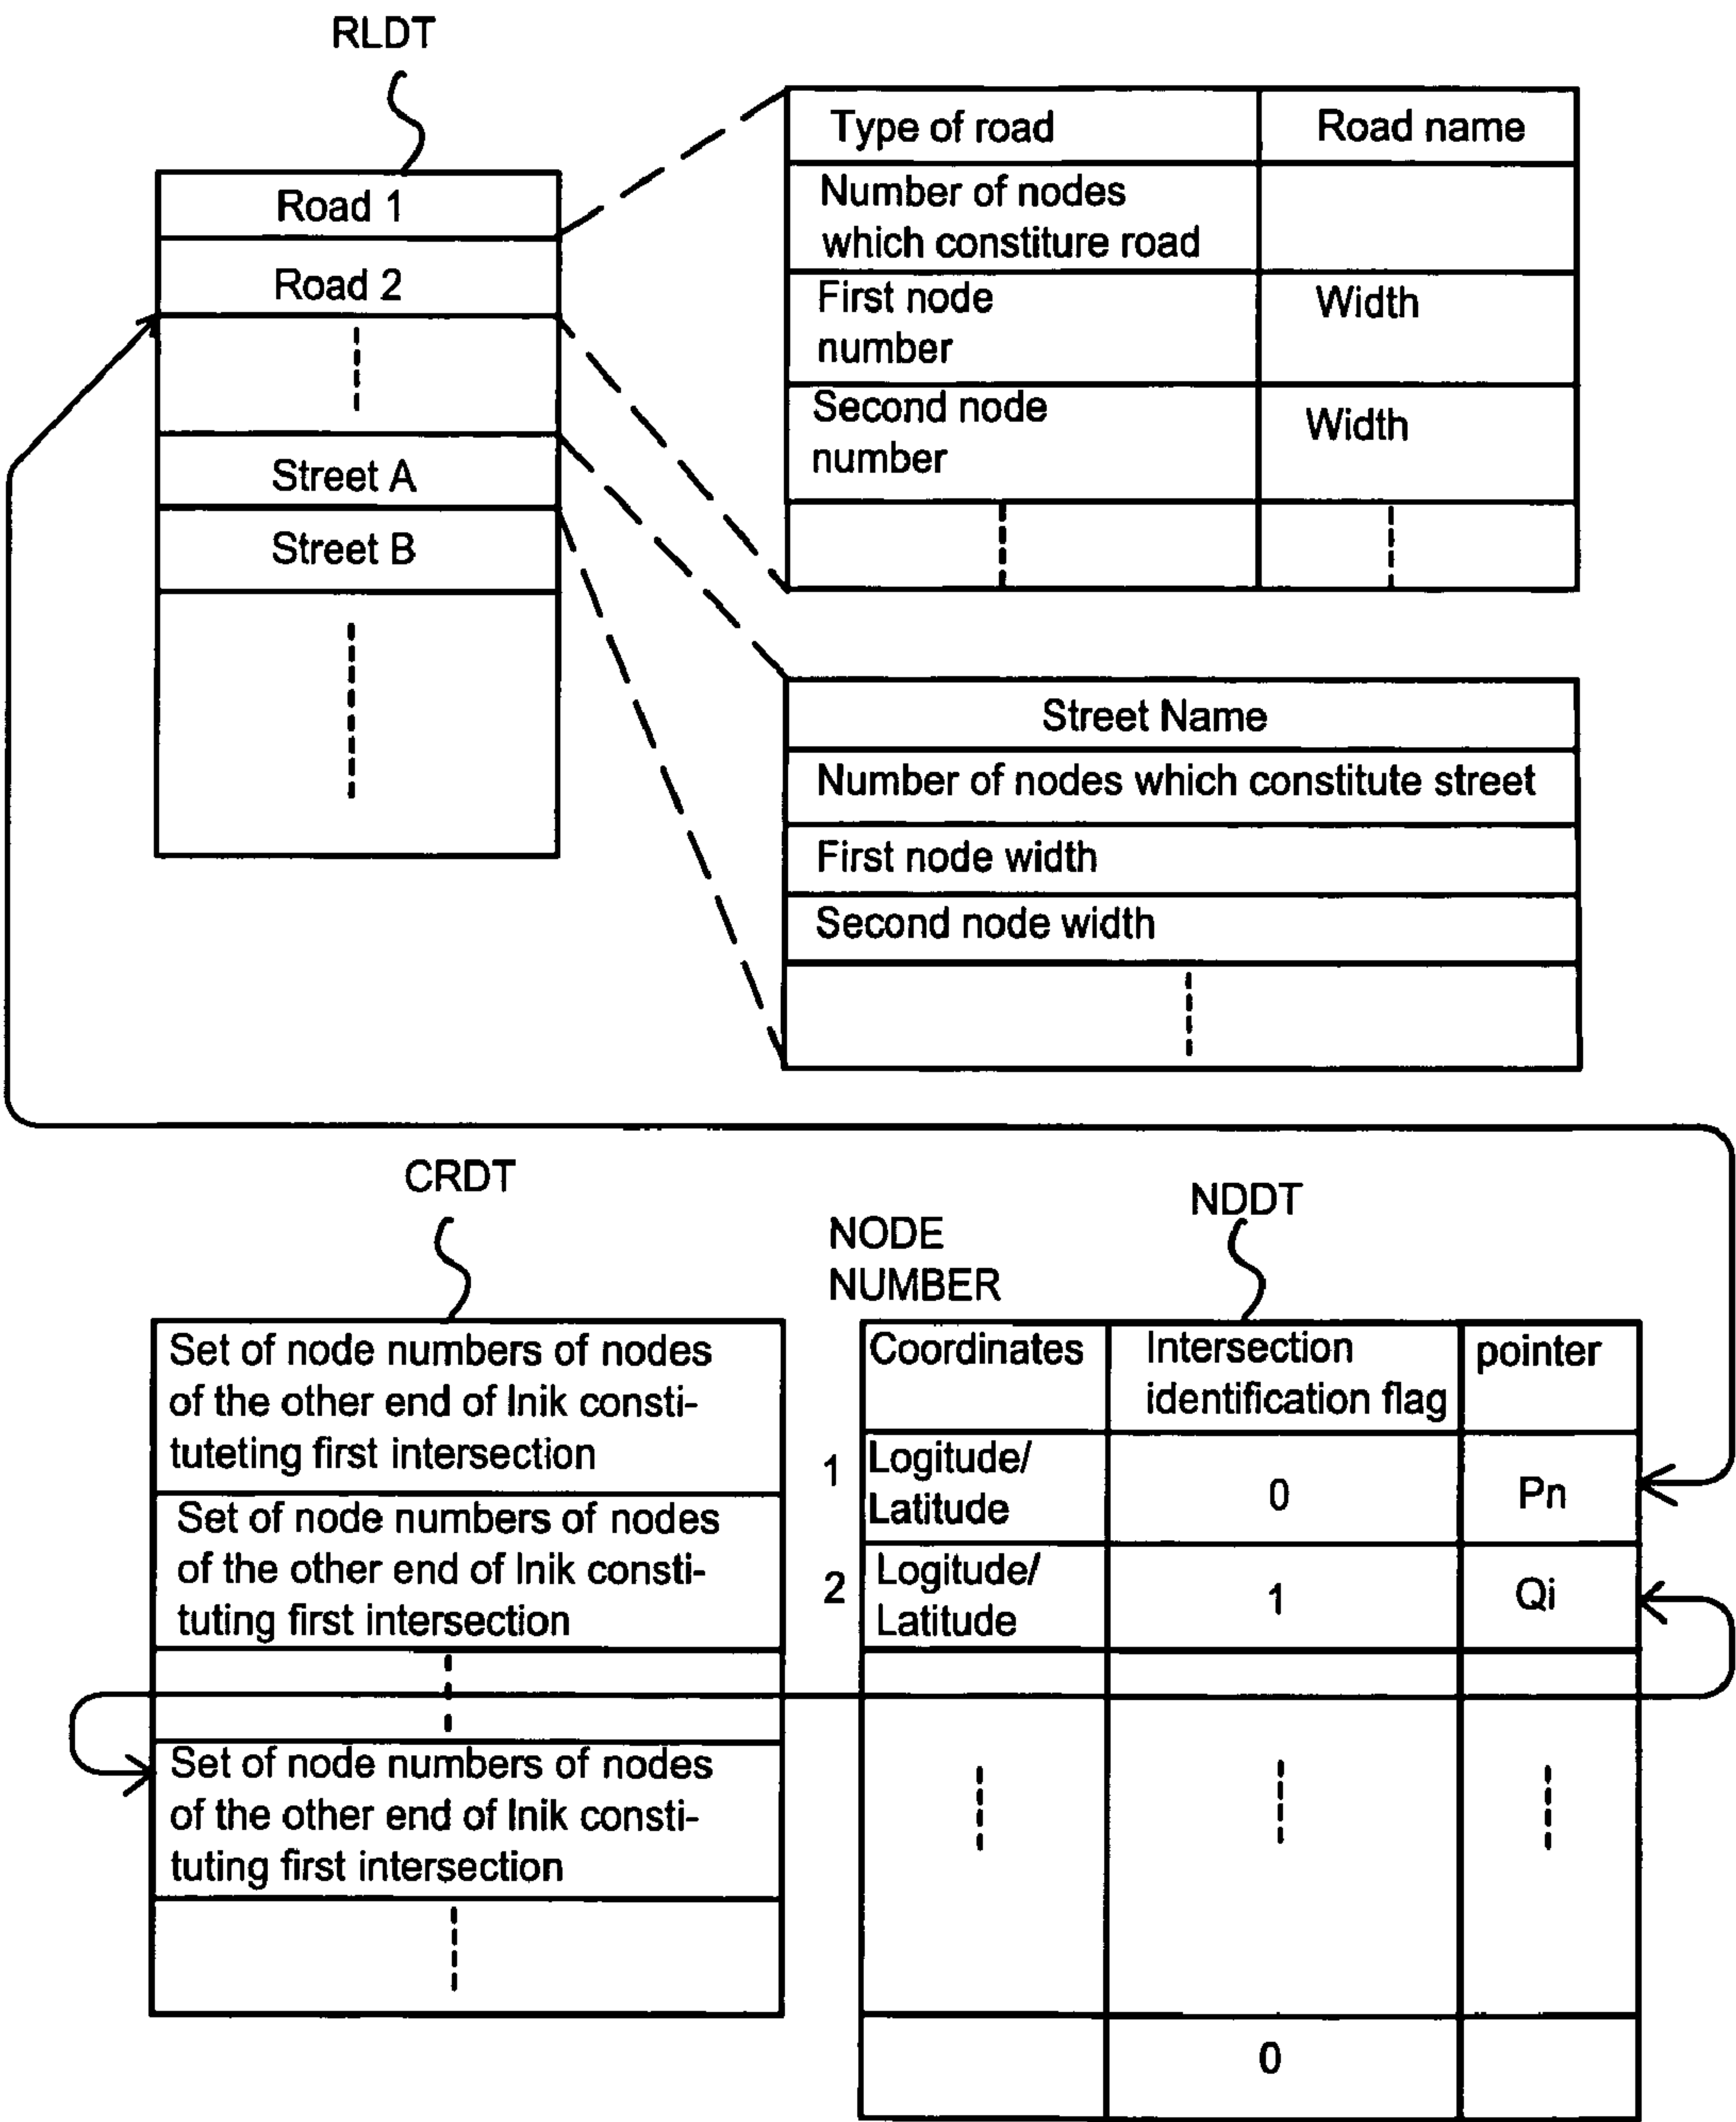 RLDT
Road 1
Road 2
Street A
Street B
Type of road
Road name
Number of nodes
which constiture road
First node
number
Width
Second node
number
Width
Street Name
Number of nodes which constitute street
First node width
Second node width
CRDT
Set of node numbers of nodes
of the other end of Inik consti-
tuteting first intersection
Set of node numbers of nodes
of the other end of Inik consti-
tuting first intersection
Set of node numbers of nodes
of the other end of Inik consti-
tuting first intersection
NODE
NUMBER
NDDT
Coordinates
Intersection
identification flag
pointer
1
Logitude/
Latitude
0
Pn
2
Logitude/
Latitude
1
Qi
0